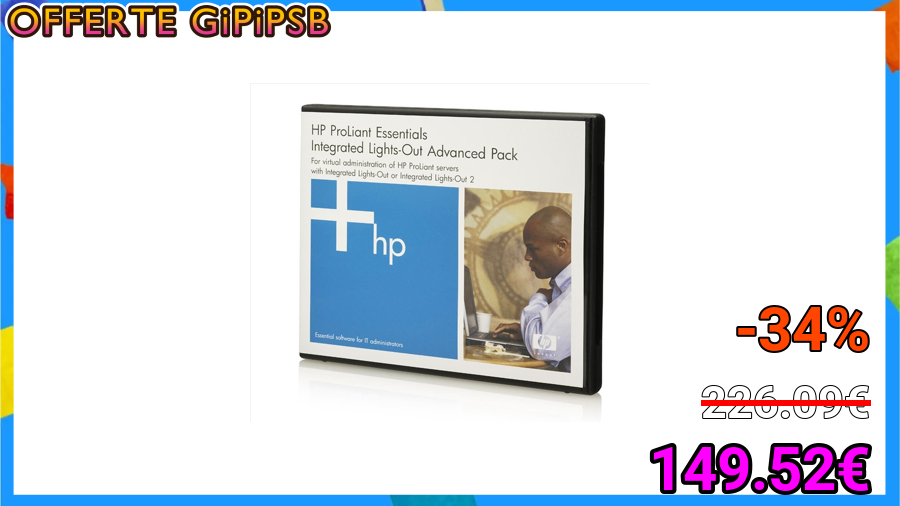 OFFERTE GiPiPSB
HP ProLiant Essentials
Integrated Lights-Out Advanced Pack
For virtual administration of HP ProLiant servers
with Integrated Lights-Out or Integrated Lights-Out 2
hp
Essential software for IT administrators
hp
-34%
226.09€
149.52€